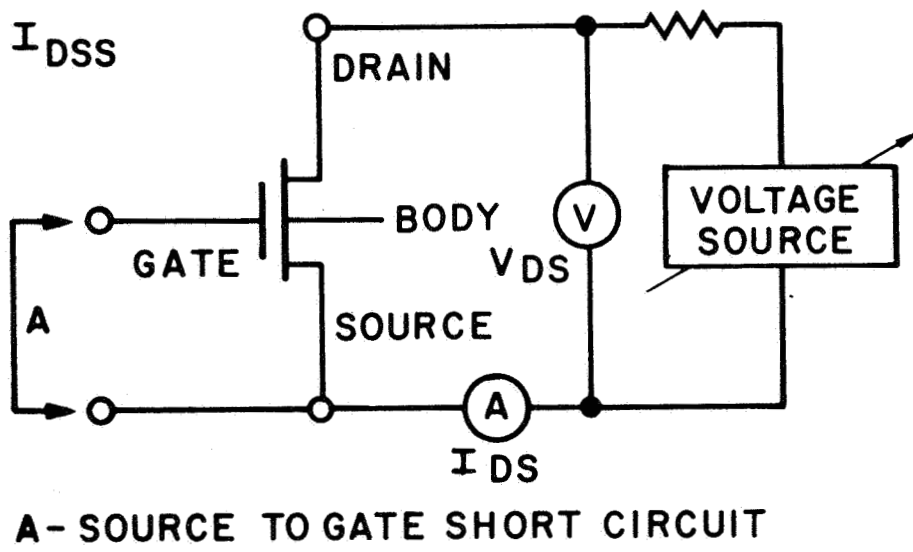 IDSS
DRAIN
BODY
GATE
SOURCE
A
V
VDS
VOLTAGE
SOURCE
A
IDS
A- SOURCE TO GATE SHORT CIRCUIT